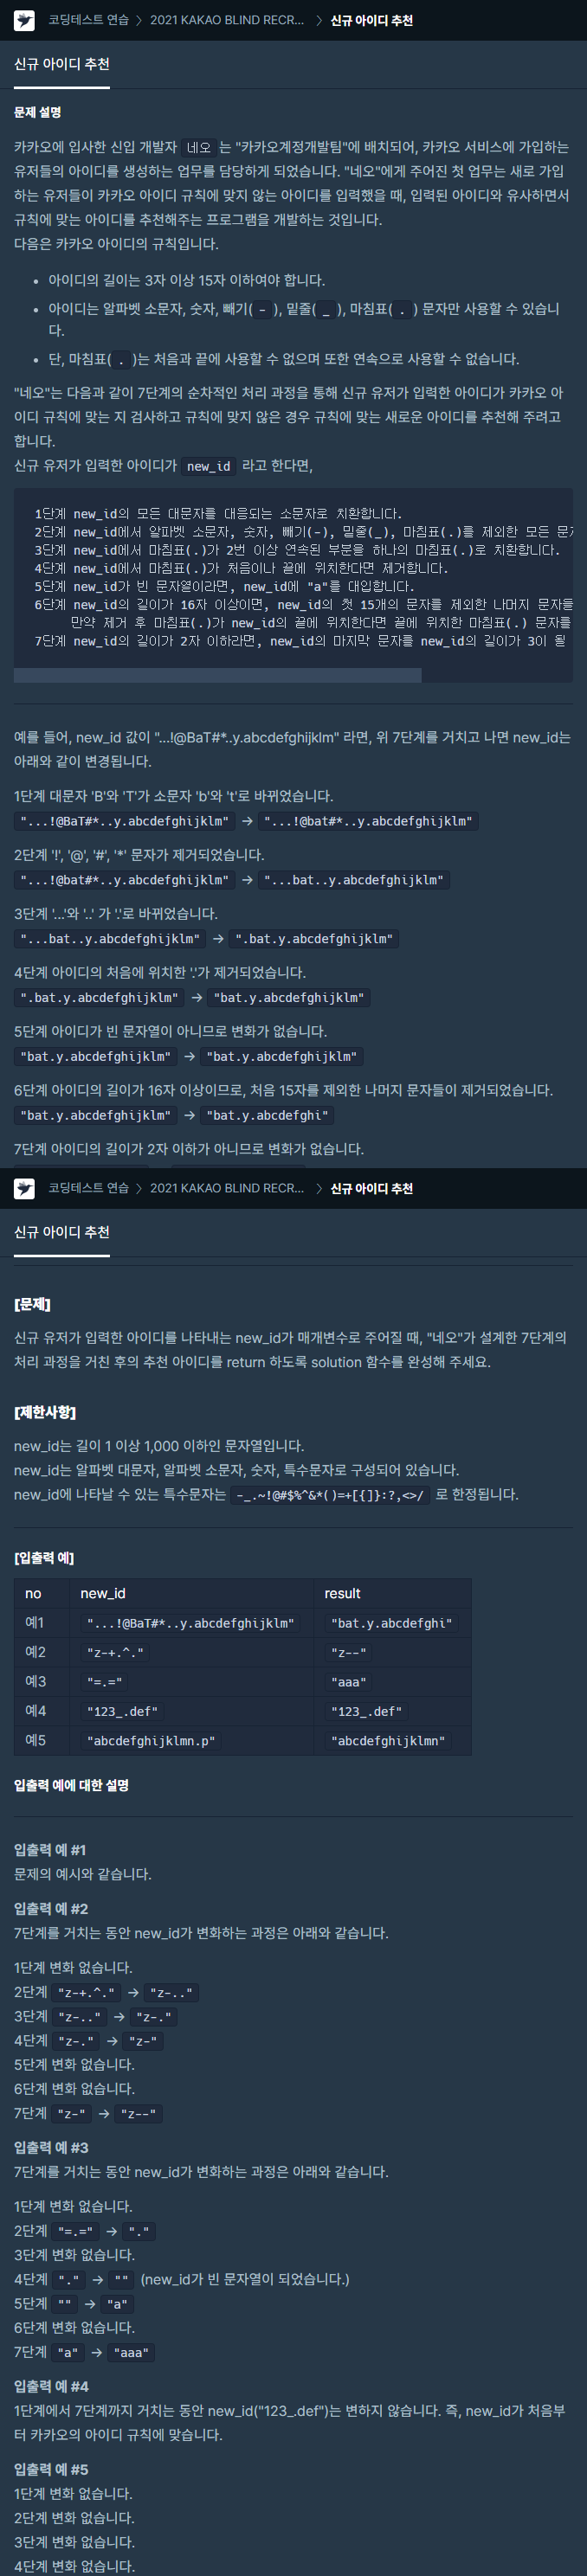 코딩테스트 연습 > 2021 KAKAO BLIND RECR... > 신규 아이디 추천
신규 아이디 추천
문제 설명
카카오에 입사한 신입 개발자 네오 는 "카카오계정개발팀"에 배치되어, 카카오 서비스에 가입하는
유저들의 아이디를 생성하는 업무를 담당하게 되었습니다. "네오"에게 주어진 첫 업무는 새로 가입
하는 유저들이 카카오 아이디 규칙에 맞지 않는 아이디를 입력했을 때, 입력된 아이디와 유사하면서
규칙에 맞는 아이디를 추천해주는 프로그램을 개발하는 것입니다.
다음은 카카오 아이디의 규칙입니다.
• 아이디의 길이는 3자 이상 15자 이하여야 합니다.
• 아이디는 알파벳 소문자, 숫자, 빼기( - ), 밑줄( _ ), 마침표( . ) 문자만 사용할 수 있습니
다.
• 단, 마침표( . )는 처음과 끝에 사용할 수 없으며 또한 연속으로 사용할 수 없습니다.
"네오"는 다음과 같이 7단계의 순차적인 처리 과정을 통해 신규 유저가 입력한 아이디가 카카오 아
이디 규칙에 맞는 지 검사하고 규칙에 맞지 않은 경우 규칙에 맞는 새로운 아이디를 추천해 주려고
합니다.
신규 유저가 입력한 아이디가 new_id 라고 한다면,
1단계 new_id의 모든 대문자를 대응되는 소문자로 치환합니다.
2단계 new_id에서 알파벳 소문자, 숫자, 빼기(-), 밑줄(_), 마침표(.)를 제외한 모든 문자
3단계 new_id에서 마침표(.)가 2번 이상 연속된 부분을 하나의 마침표(.)로 치환합니다.
4단계 new_id에서 마침표(.)가 처음이나 끝에 위치한다면 제거합니다.
5단계 new_id가 빈 문자열이라면, new_id에 "a"를 대입합니다.
6단계 new_id의 길이가 16자 이상이면, new_id의 첫 15개의 문자를 제외한 나머지 문자들
만약 제거 후 마침표(.)가 new_id의 끝에 위치한다면 끝에 위치한 마침표(.) 문자를
7단계 new_id의 길이가 2자 이하라면, new_id의 마지막 문자를 new_id의 길이가 3이 될
예를 들어, new_id 값이 "...!@BaT#*..y.abcdefghijklm" 라면, 위 7단계를 거치고 나면 new_id는
아래와 같이 변경됩니다.
1단계 대문자 'B'와 'T'가 소문자 'b'와 't'로 바뀌었습니다.
"...!@BaT#*..y.abcdefghijklm" → "...!@bat#*..y.abcdefghijklm"
2단계 '!', '@', '#', '*' 문자가 제거되었습니다.
"...!@bat#*..y.abcdefghijklm" → "...bat..y.abcdefghijklm"
3단계 '...'와 '..' 가 '.'로 바뀌었습니다.
"...bat..y.abcdefghijklm" → ".bat.y.abcdefghijklm"
4단계 아이디의 처음에 위치한 '.'가 제거되었습니다.
".bat.y.abcdefghijklm" → "bat.y.abcdefghijklm"
5단계 아이디가 빈 문자열이 아니므로 변화가 없습니다.
"bat.y.abcdefghijklm" → "bat.y.abcdefghijklm"
6단계 아이디의 길이가 16자 이상이므로, 처음 15자를 제외한 나머지 문자들이 제거되었습니다.
"bat.y.abcdefghijklm" → "bat.y.abcdefghi"
7단계 아이디의 길이가 2자 이하가 아니므로 변화가 없습니다.
코딩테스트 연습 > 2021 KAKAO BLIND RECR... > 신규 아이디 추천
신규 아이디 추천
[문제]
신규 유저가 입력한 아이디를 나타내는 new_id가 매개변수로 주어질 때, "네오"가 설계한 7단계의
처리 과정을 거친 후의 추천 아이디를 return 하도록 solution 함수를 완성해 주세요.
[제한사항]
new_id는 길이 1 이상 1,000 이하인 문자열입니다.
new_id는 알파벳 대문자, 알파벳 소문자, 숫자, 특수문자로 구성되어 있습니다.
new_id에 나타날 수 있는 특수문자는 -_.~!@#$%^&*()=+[{]}:?,<>/ 로 한정됩니다.
[입출력 예]
no new_id result
예1 "...!@BaT#*..y.abcdefghijklm" "bat.y.abcdefghi"
예2 "z-+.^." "z--"
예3 "=.=" "aaa"
예4 "123_.def" "123_.def"
예5 "abcdefghijklmn.p" "abcdefghijklmn"
입출력 예에 대한 설명
입출력 예 #1
문제의 예시와 같습니다.
입출력 예 #2
7단계를 거치는 동안 new_id가 변화하는 과정은 아래와 같습니다.
1단계 변화 없습니다.
2단계 "z-+.^." → "z-.."
3단계 "z-.." → "z-."
4단계 "z-." → "z-"
5단계 변화 없습니다.
6단계 변화 없습니다.
7단계 "z-" → "z--"
입출력 예 #3
7단계를 거치는 동안 new_id가 변화하는 과정은 아래와 같습니다.
1단계 변화 없습니다.
2단계 "=.=" → "."
3단계 변화 없습니다.
4단계 "." → "" (new_id가 빈 문자열이 되었습니다.)
5단계 "" → "a"
6단계 변화 없습니다.
7단계 "a" → "aaa"
입출력 예 #4
1단계에서 7단계까지 거치는 동안 new_id("123_.def")는 변하지 않습니다. 즉, new_id가 처음부
터 카카오의 아이디 규칙에 맞습니다.
입출력 예 #5
1단계 변화 없습니다.
2단계 변화 없습니다.
3단계 변화 없습니다.
4단계 변화 없습니다.